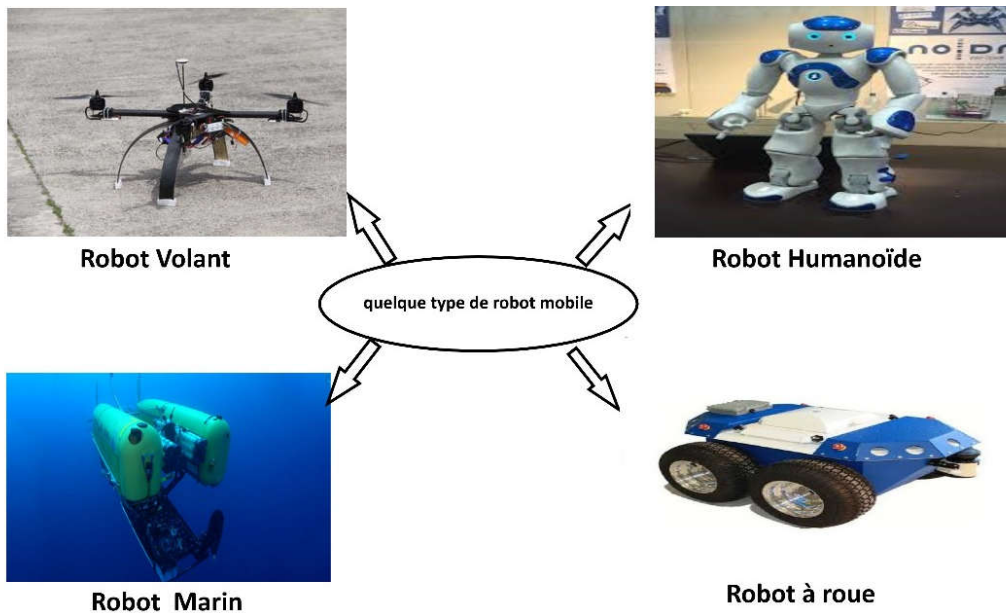 Robot Volant
Robot Humanoïde
quelque type de robot mobile
Robot Marin
Robot à roue